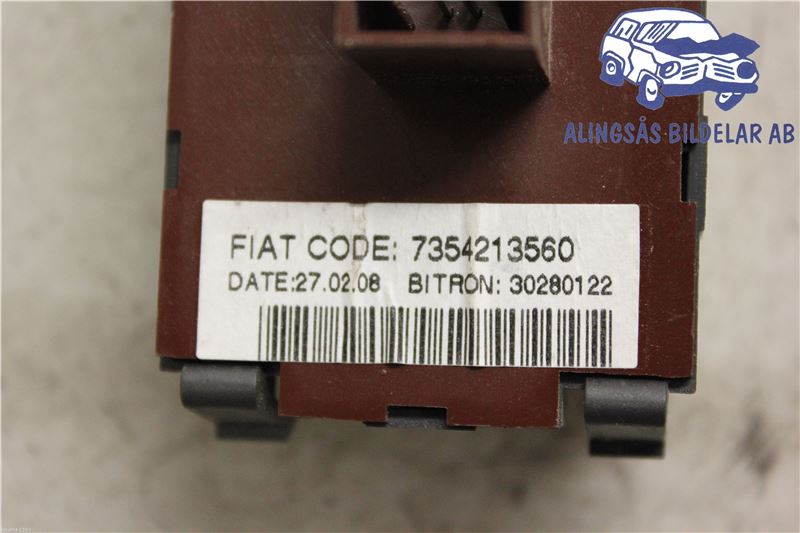 ALINGSÅS BILDELAR AB
FIAT CODE: 7354213560
DATE:27.02.08 BITRON: 30280122